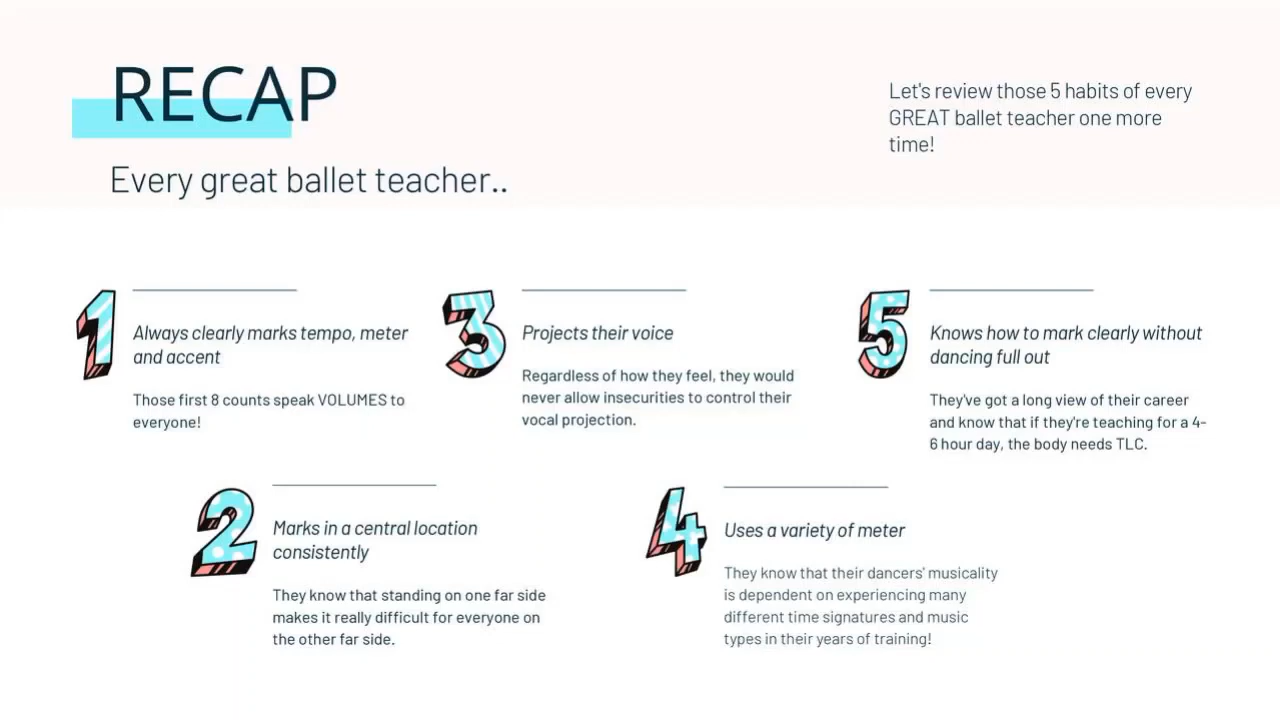 RECAP
Every great ballet teacher..
Let's review those 5 habits of every
GREAT ballet teacher one more
time!
1
Always clearly marks tempo, meter
and accent
Those first 8 counts speak VOLUMES to
everyone!
2
Marks in a central location
consistently
They know that standing on one far side
makes it really difficult for everyone on
the other far side.
3
Projects their voice
Regardless of how they feel, they would
never allow insecurities to control their
vocal projection.
4
Uses a variety of meter
They know that their dancers' musicality
is dependent on experiencing many
different time signatures and music
types in their years of training!
5
Knows how to mark clearly without
dancing full out
They've got a long view of their career
and know that if they're teaching for a 4-
6 hour day, the body needs TLC.